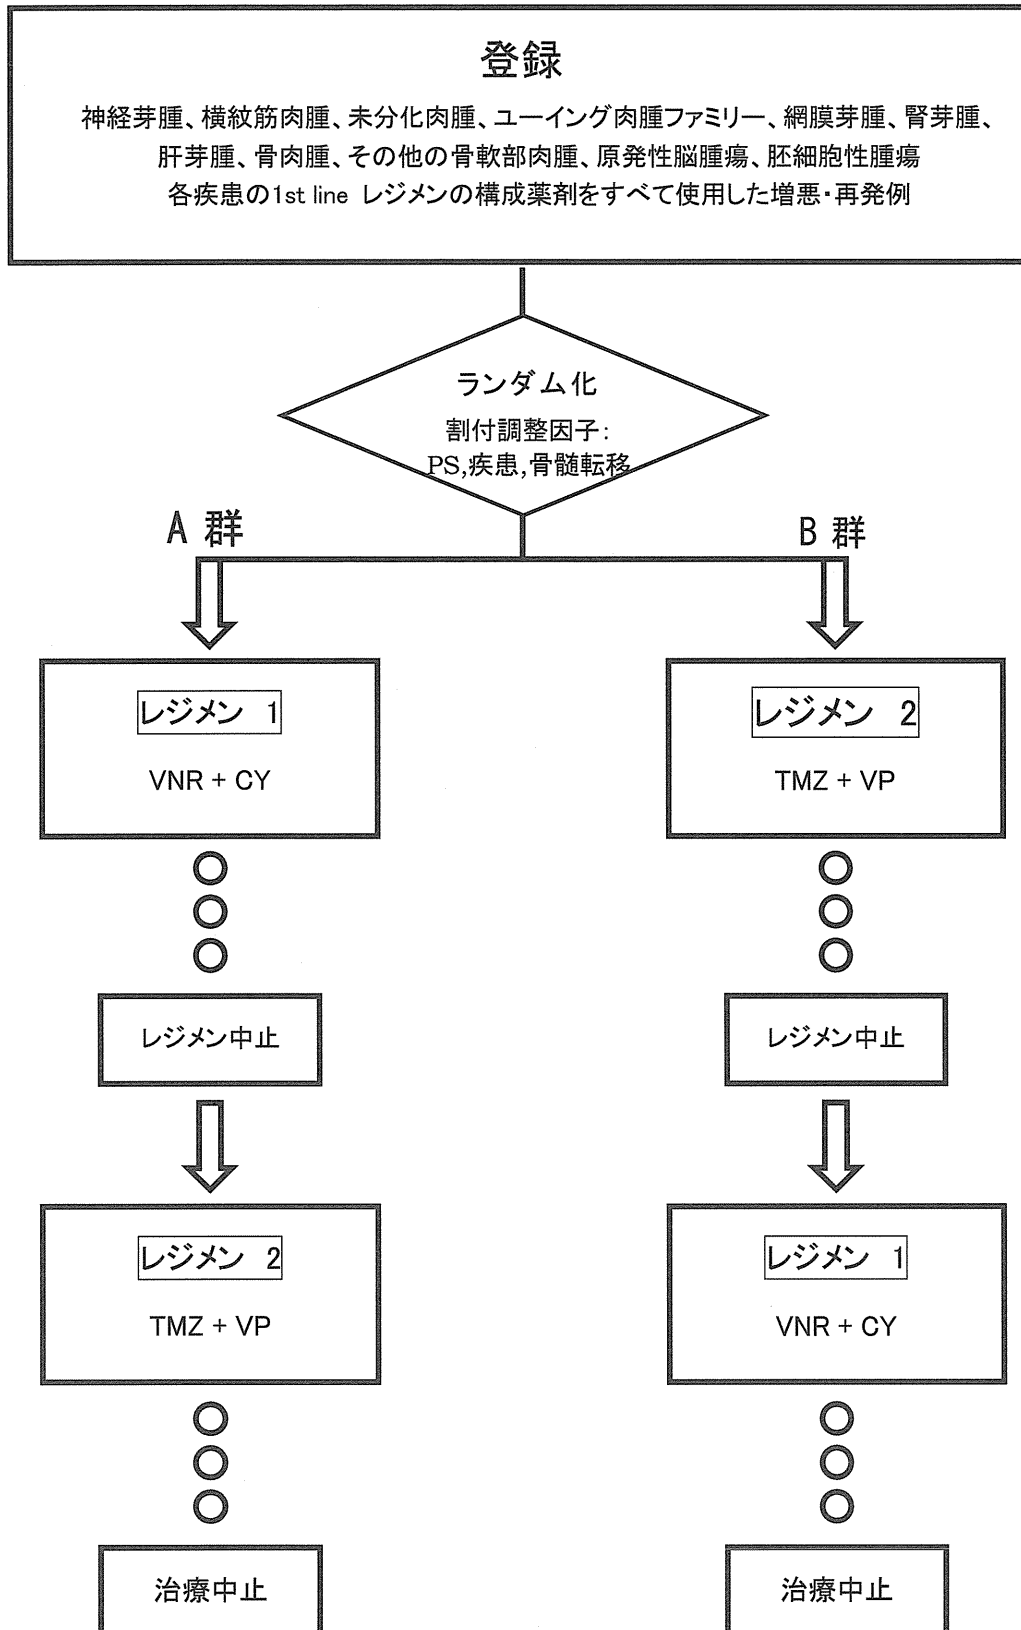 登録
神経芽腫、横紋筋肉腫、未分化肉腫、ユーイング肉腫ファミリー、網膜芽腫、腎芽腫、
肝芽腫、骨肉腫、その他の骨軟部肉腫、原発性脳腫瘍、胚細胞性腫瘍
各疾患の1st line レジメンの構成薬剤をすべて使用した増悪・再発例
ランダム化
割付調整因子:
PS,疾患,骨髄転移
A 群
B 群
レジメン 1
VNR + CY
レジメン 2
TMZ + VP
レジメン中止
レジメン中止
レジメン 2
TMZ + VP
レジメン 1
VNR + CY
治療中止
治療中止